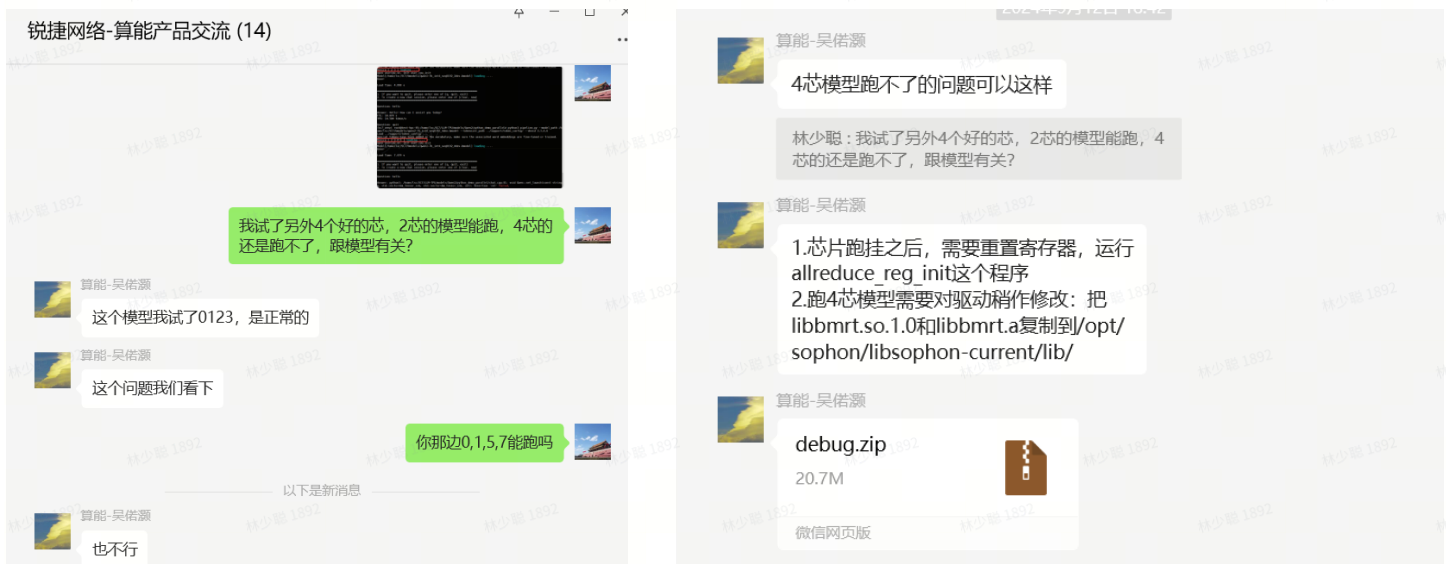 锐捷网络-算能产品交流 (14)
我试了另外4个好的芯，2芯的模型能跑，4芯的
还是跑不了，跟模型有关？
算能-吴偌灏
这个模型我试了0123，是正常的
算能-吴偌灏
这个问题我们看下
你那边0,1,5,7能跑吗
以下是新消息
算能-吴偌灏
也不行
算能-吴偌灏
4芯模型跑不了的问题可以这样
林少聪 : 我试了另外4个好的芯，2芯的模型能跑，4
芯的还是跑不了，跟模型有关？
算能-吴偌灏
1.芯片跑挂之后，需要重置寄存器，运行
allreduce_reg_init这个程序
2.跑4芯模型需要对驱动稍作修改：把
libbmrt.so.1.0和libbmrt.a复制到/opt/
sophon/libsophon-current/lib/
算能-吴偌灏
debug.zip
20.7M
微信网页版
林少聪 1892